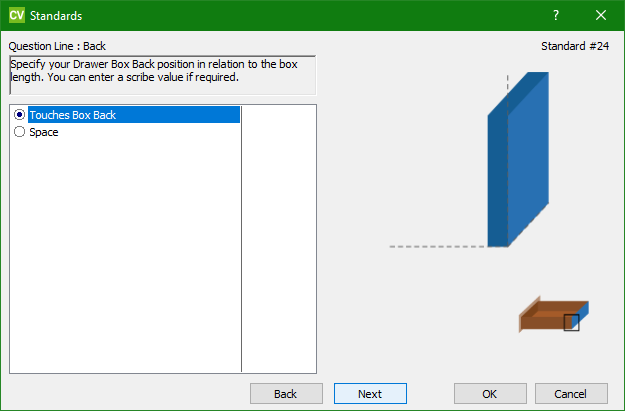 CV Standards ?
Question Line : Back
Standard #24
Specify your Drawer Box Back position in relation to the box
length. You can enter a scribe value if required.
Touches Box Back
Space
Back Next OK Cancel